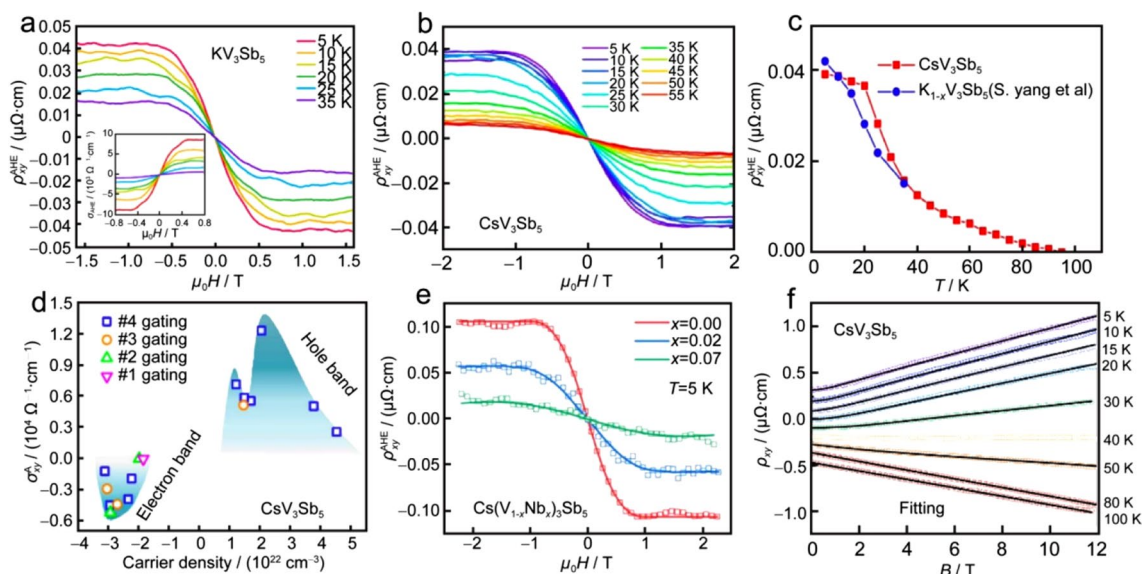 a
KV₃Sb₅
5 K
10 K
15 K
20 K
25 K
35 K
0.05
0.04
0.03
0.02
0.01
0
−0.01
−0.02
−0.03
−0.04
−0.05
ρxy^AHE / (μΩ·cm)
−1.5
−1.0
−0.5
0.0
0.5
1.0
1.5
μ₀H / T
10
5
0
−5
−10
−0.8
−0.4
0
0.4
0.8
μ₀H / T
b
5 K
10 K
15 K
20 K
25 K
30 K
35 K
40 K
45 K
50 K
55 K
0.04
0.02
0
−0.02
−0.04
ρxy^AHE / (μΩ·cm)
CsV₃Sb₅
−2
−1
0
1
2
μ₀H / T
c
CsV₃Sb₅
K₁₋ₓV₃Sb₅(S. yang et al)
0.04
0.02
0.00
ρxy^AHE / (μΩ·cm)
0
20
40
60
80
100
T / K
d
#4 gating
#3 gating
#2 gating
#1 gating
Hole band
Electron band
CsV₃Sb₅
1.5
1.2
0.9
0.6
0.3
0.0
−0.3
−0.6
σxy^A / (10⁴ Ω⁻¹·cm⁻¹)
−4
−3
−2
−1
0
1
2
3
4
5
Carrier density / (10²² cm⁻³)
e
x=0.00
x=0.02
x=0.07
T=5 K
0.10
0.05
0
−0.05
−0.10
ρxy^AHE / (μΩ·cm)
Cs(V₁₋ₓNbₓ)₃Sb₅
−2
−1
0
1
2
μ₀H / T
f
CsV₃Sb₅
5 K
10 K
15 K
20 K
30 K
40 K
50 K
80 K
100 K
1.0
0.5
0.0
−0.5
−1.0
ρxy / (μΩ·cm)
Fitting
0
2
4
6
8
10
12
B / T